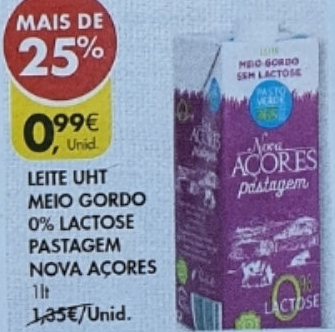 MAIS DE
25%
0,99€
Unid.
LEITE UHT
MEIO GORDO
0% LACTOSE
PASTAGEM
NOVA AÇORES
1lt
1,35€/Unid.
LEITE
MEIO-GORDO
SEM LACTOSE
PASTO
VERDE
Nova
AÇORES
pastagem
0%
LACTOSE